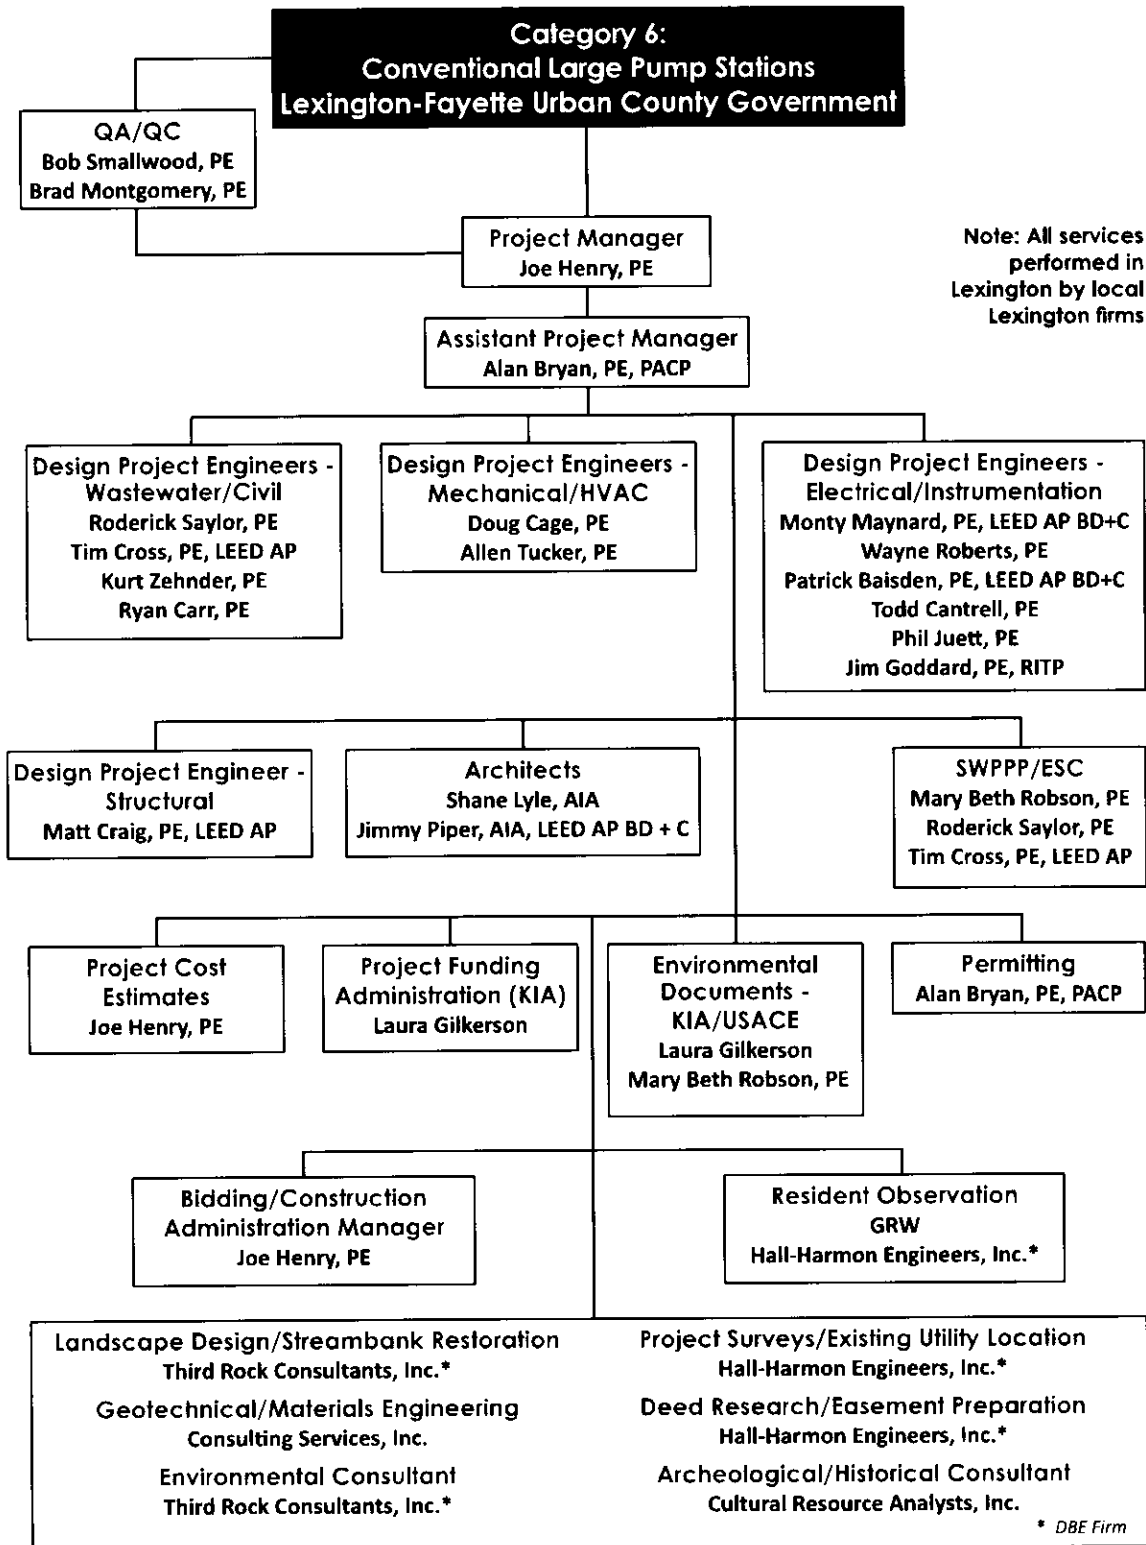 Category 6:
Conventional Large Pump Stations
Lexington-Fayette Urban County Government
QA/QC
Bob Smallwood, PE
Brad Montgomery, PE
Project Manager
Joe Henry, PE
Note: All services
performed in
Lexington by local
Lexington firms
Assistant Project Manager
Alan Bryan, PE, PACP
Design Project Engineers -
Wastewater/Civil
Roderick Saylor, PE
Tim Cross, PE, LEED AP
Kurt Zehnder, PE
Ryan Carr, PE
Design Project Engineers -
Mechanical/HVAC
Doug Cage, PE
Allen Tucker, PE
Design Project Engineers -
Electrical/Instrumentation
Monty Maynard, PE, LEED AP BD+C
Wayne Roberts, PE
Patrick Baisden, PE, LEED AP BD+C
Todd Cantrell, PE
Phil Juett, PE
Jim Goddard, PE, RITP
Design Project Engineer -
Structural
Matt Craig, PE, LEED AP
Architects
Shane Lyle, AIA
Jimmy Piper, AIA, LEED AP BD + C
SWPPP/ESC
Mary Beth Robson, PE
Roderick Saylor, PE
Tim Cross, PE, LEED AP
Project Cost
Estimates
Joe Henry, PE
Project Funding
Administration (KIA)
Laura Gilkerson
Environmental
Documents -
KIA/USACE
Laura Gilkerson
Mary Beth Robson, PE
Permitting
Alan Bryan, PE, PACP
Bidding/Construction
Administration Manager
Joe Henry, PE
Resident Observation
GRW
Hall-Harmon Engineers, Inc.*
Landscape Design/Streambank Restoration
Third Rock Consultants, Inc.*
Geotechnical/Materials Engineering
Consulting Services, Inc.
Environmental Consultant
Third Rock Consultants, Inc.*
Project Surveys/Existing Utility Location
Hall-Harmon Engineers, Inc.*
Deed Research/Easement Preparation
Hall-Harmon Engineers, Inc.*
Archeological/Historical Consultant
Cultural Resource Analysts, Inc.
* DBE Firm